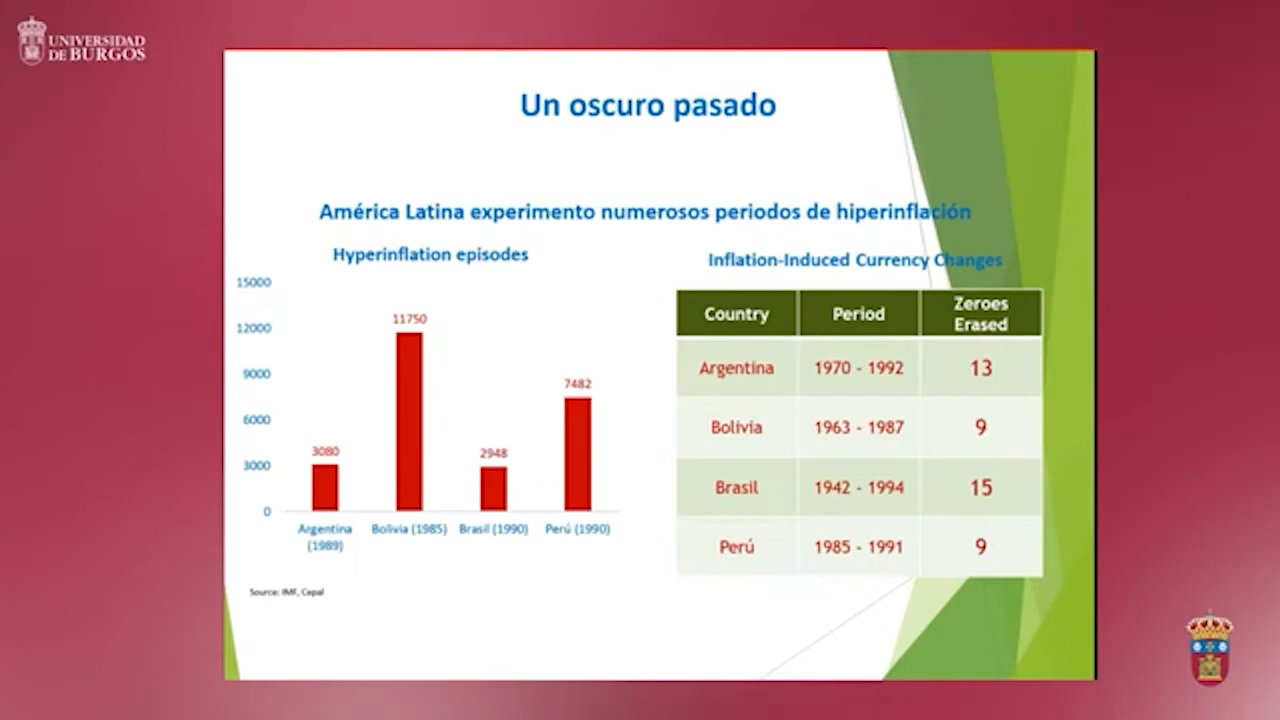 UNIVERSIDAD
DE BURGOS
Un oscuro pasado
América Latina experimento numerosos periodos de hiperinflación
Hyperinflation episodes
15000
12000
9000
6000
3000
0
3080
11750
2948
7482
Argentina
(1989)
Bolivia (1985)
Brasil (1990)
Perú (1990)
Source: IMF, Cepal
Inflation-Induced Currency Changes
Country Period Zeroes
Erased
Argentina 1970 - 1992 13
Bolivia 1963 - 1987 9
Brasil 1942 - 1994 15
Perú 1985 - 1991 9